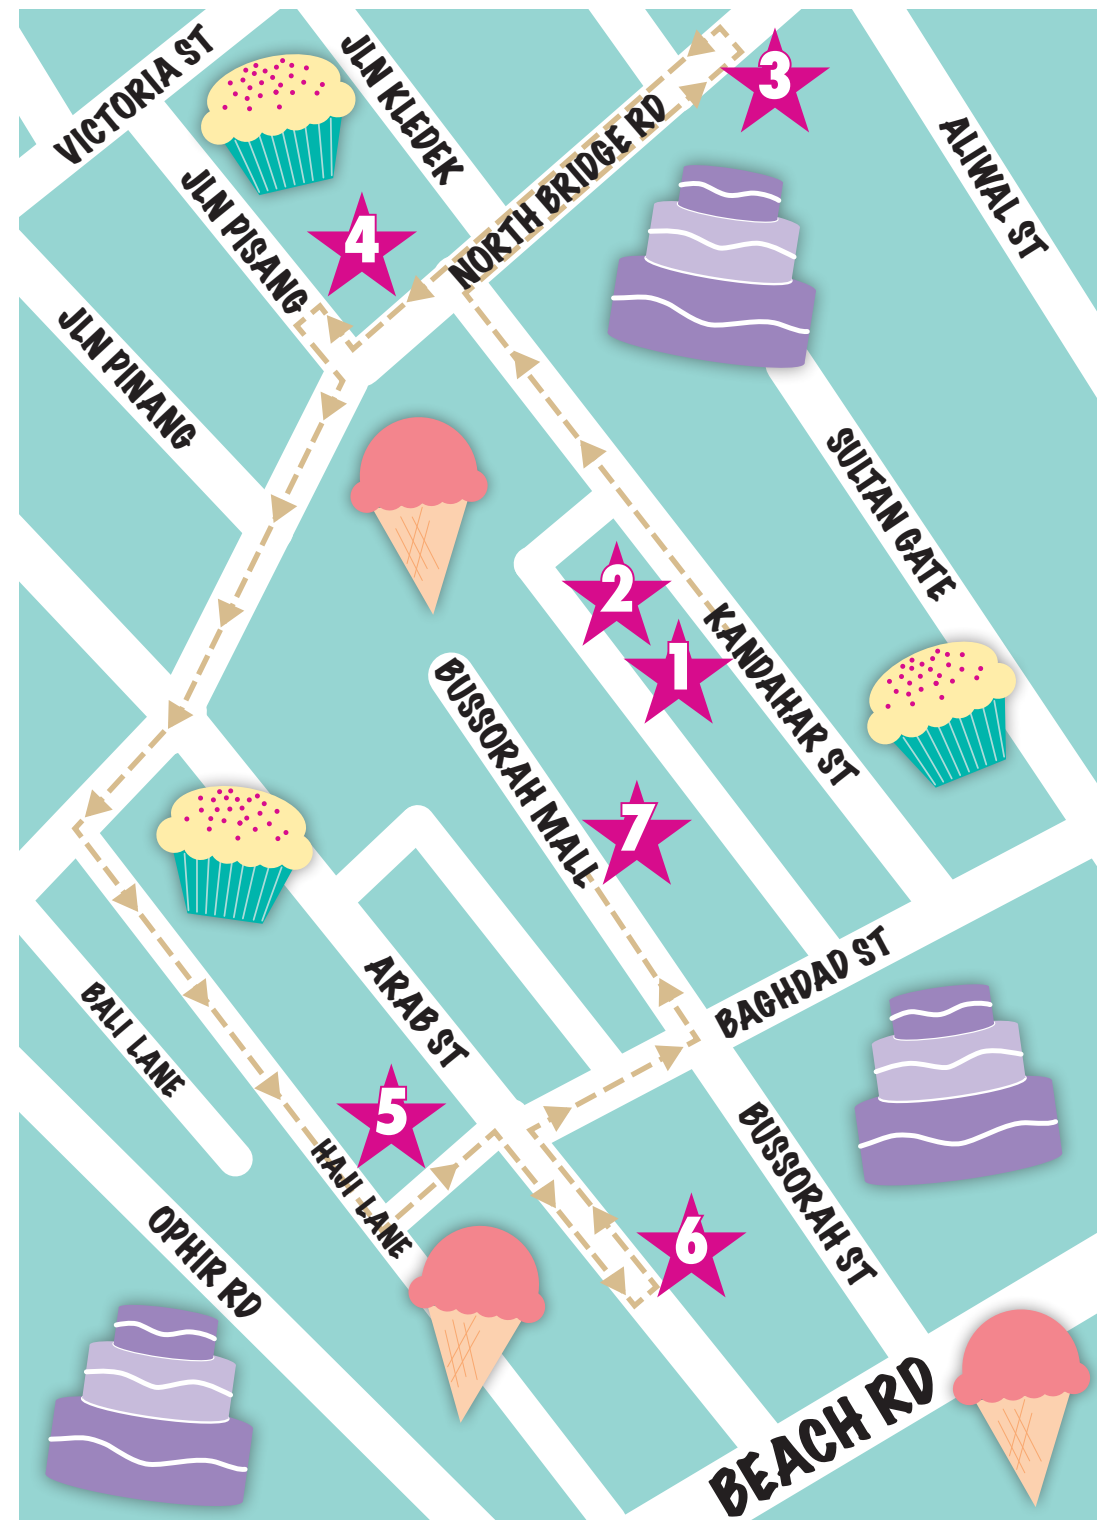 VICTORIA ST
JLN KLEDEK
3
NORTH BRIDGE RD
ALIWAL ST
JLN PISANG
4
JLN PINANG
SULTAN GATE
2
1
KANDAHAR ST
BUSSORAH MALL
7
ARAB ST
BAGHDAD ST
BALI LANE
5
HAJI LANE
BUSSORAH ST
6
OPHIR RD
BEACH RD